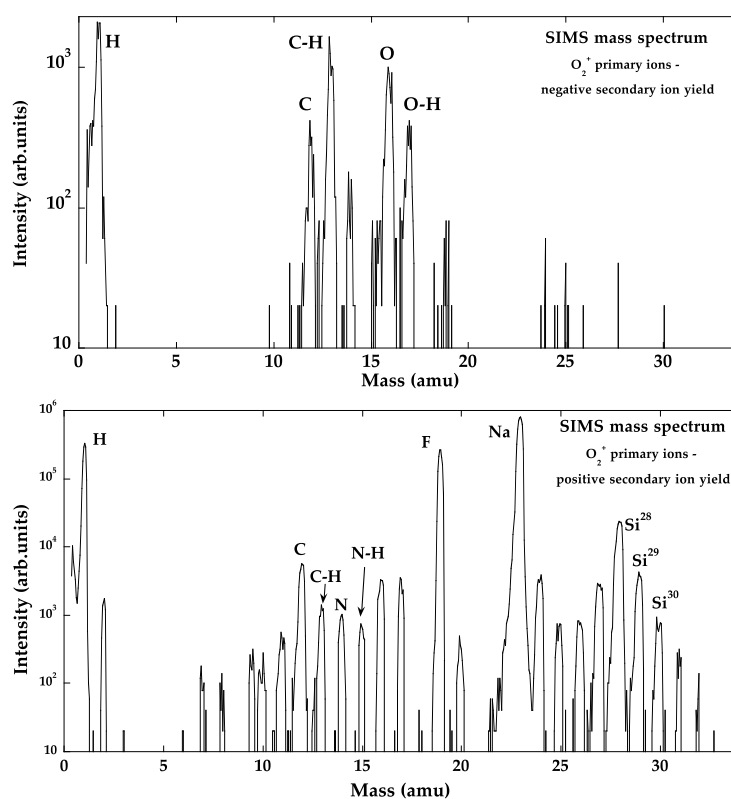 SIMS mass spectrum
O₂⁺ primary ions -
negative secondary ion yield
H
C-H
C
O
O-H
Intensity (arb.units)
10³
10²
10
0 5 10 15 20 25 30
Mass (amu)
SIMS mass spectrum
O₂⁺ primary ions -
positive secondary ion yield
H
F
Na
C
C-H
N
N-H
Si²⁸
Si²⁹
Si³⁰
Intensity (arb.units)
10⁶
10⁵
10⁴
10³
10²
10
0 5 10 15 20 25 30
Mass (amu)